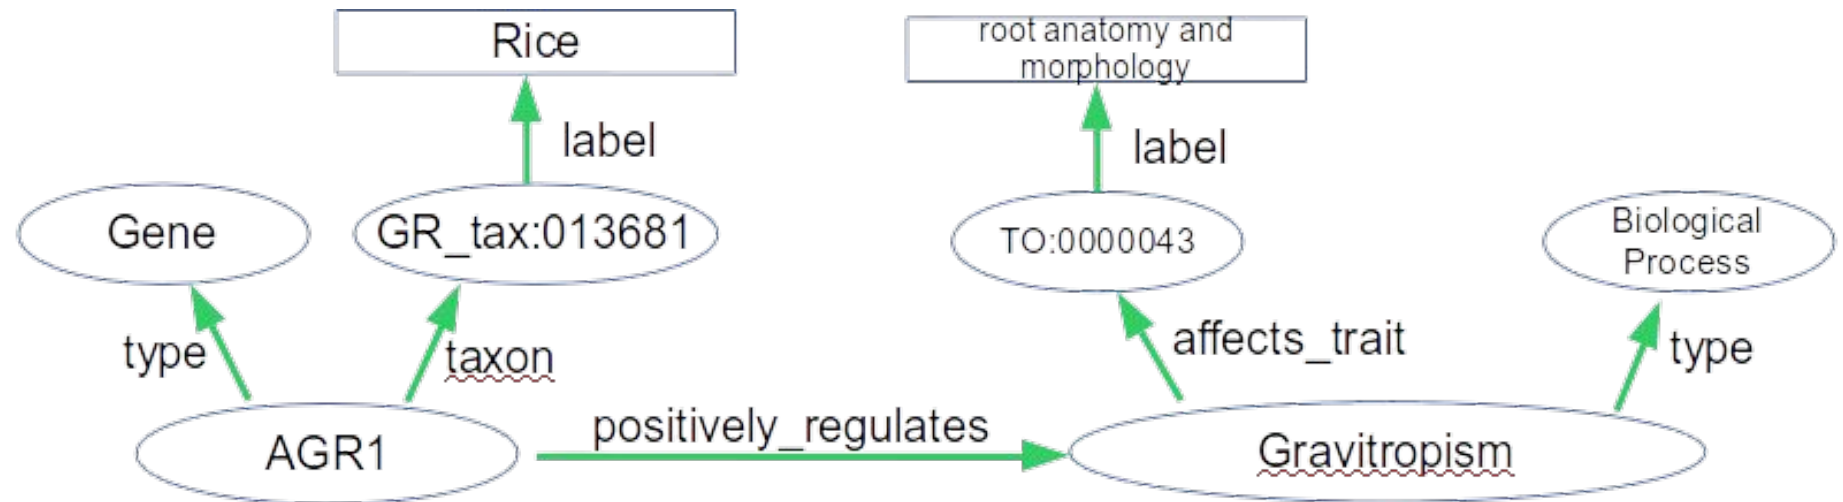 Rice
root anatomy and
morphology
label
label
Gene
GR_tax:013681
TO:0000043
Biological
Process
type
taxon
affects_trait
type
AGR1
positively_regulates
Gravitropism